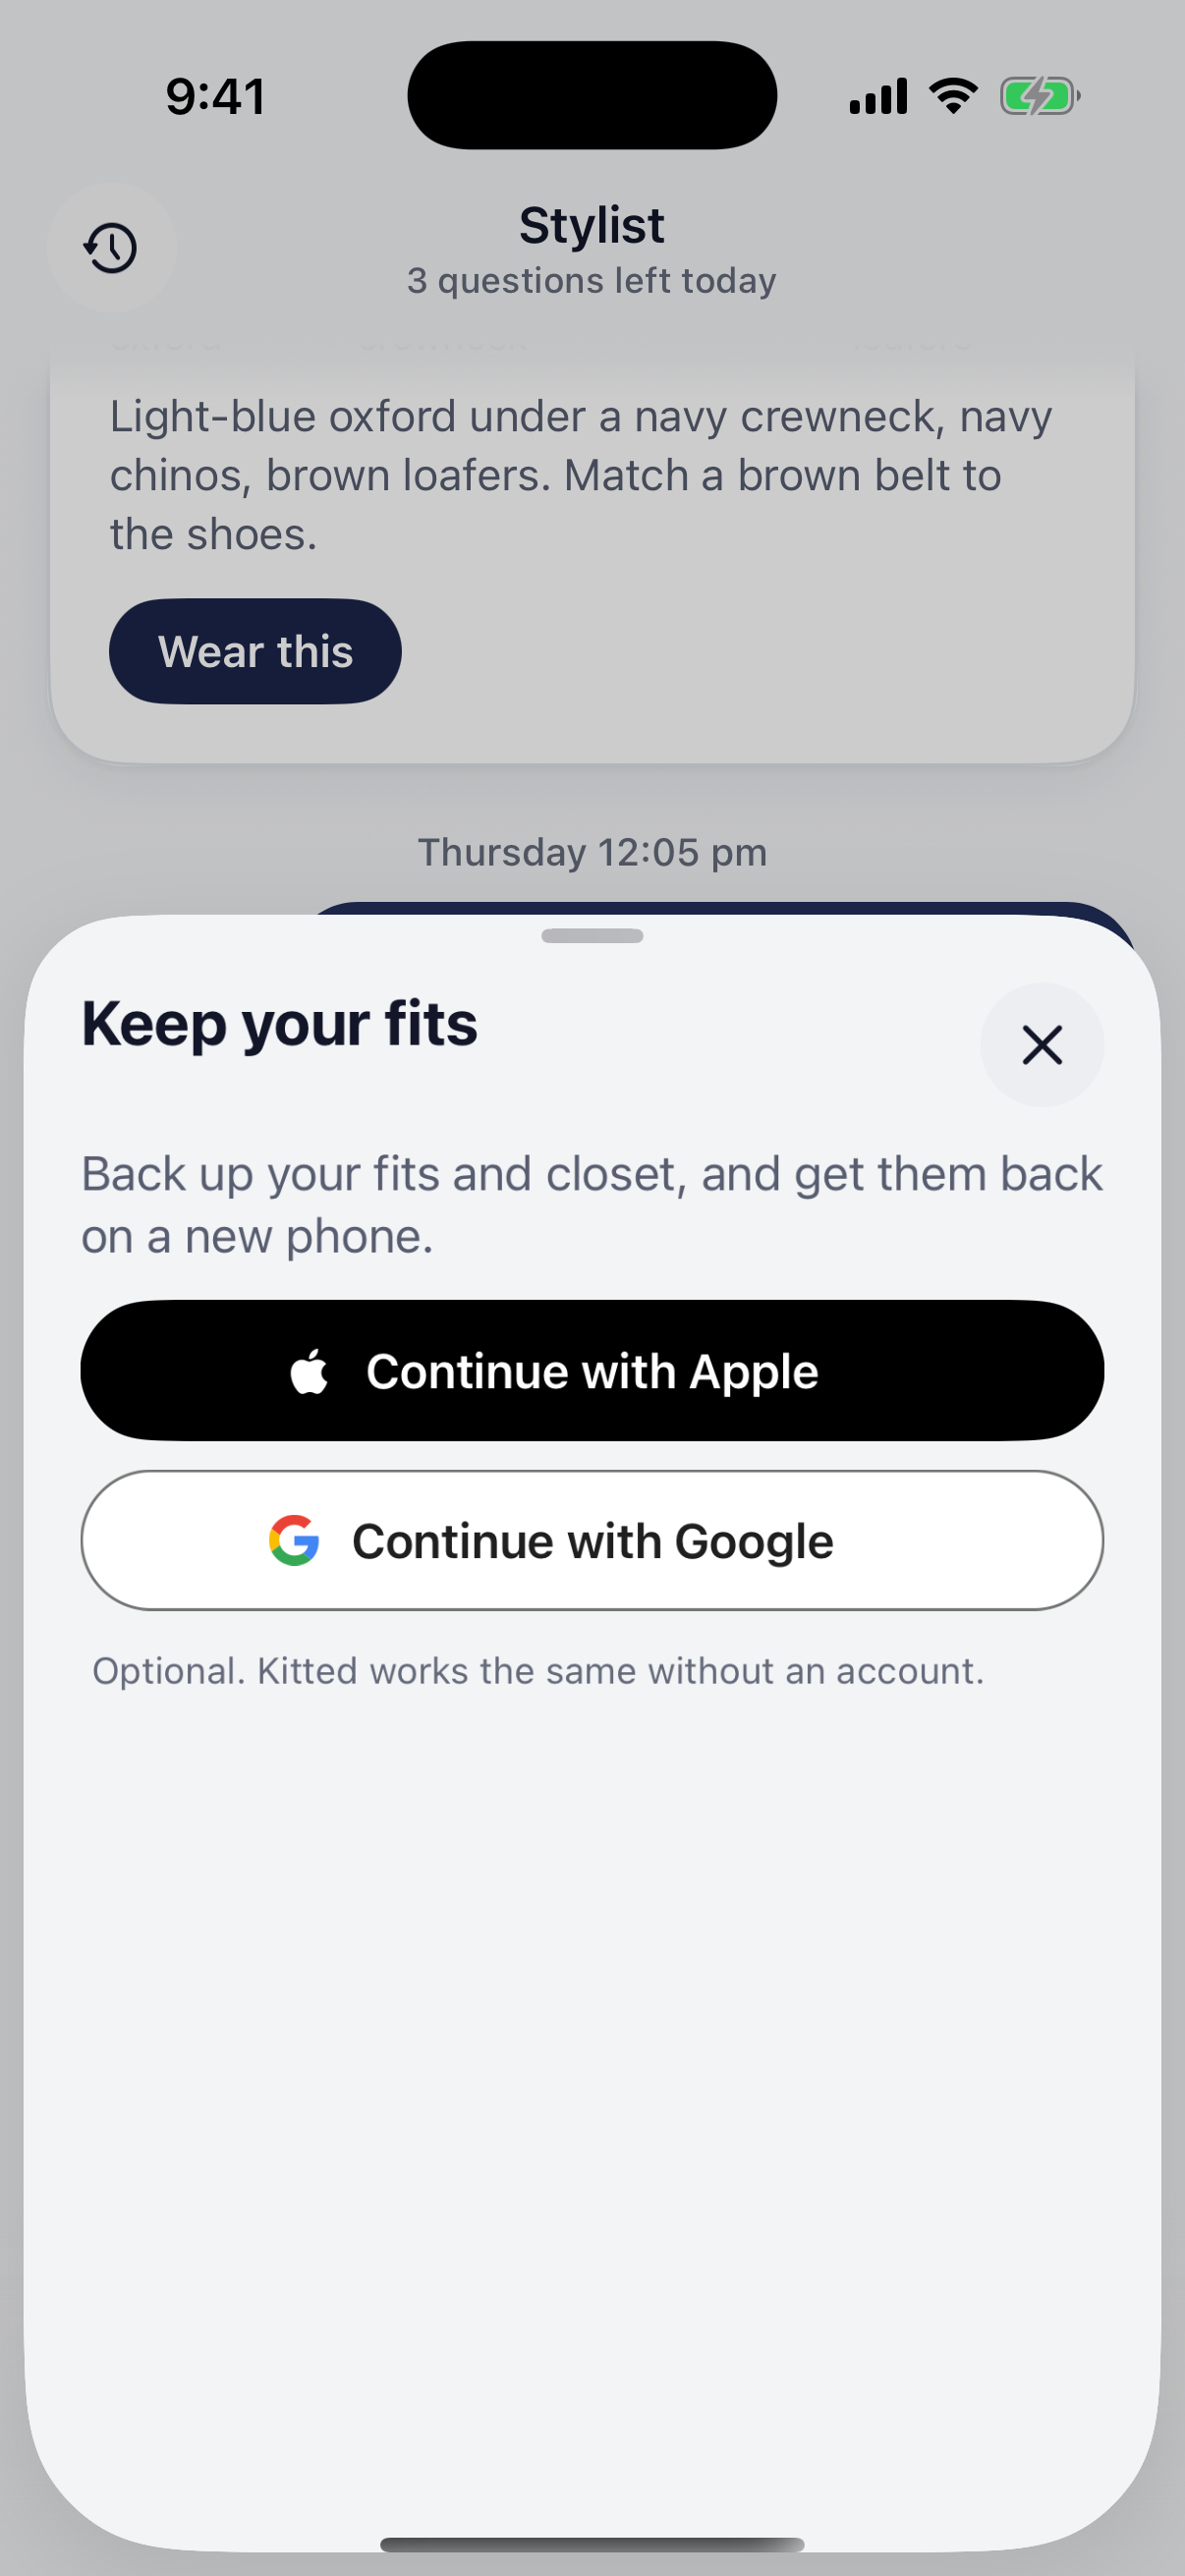 9:41
Stylist
3 questions left today
Light-blue oxford under a navy crewneck, navy
chinos, brown loafers. Match a brown belt to
the shoes.
Wear this
Thursday 12:05 pm
Keep your fits
Back up your fits and closet, and get them back
on a new phone.
Continue with Apple
Continue with Google
Optional. Kitted works the same without an account.